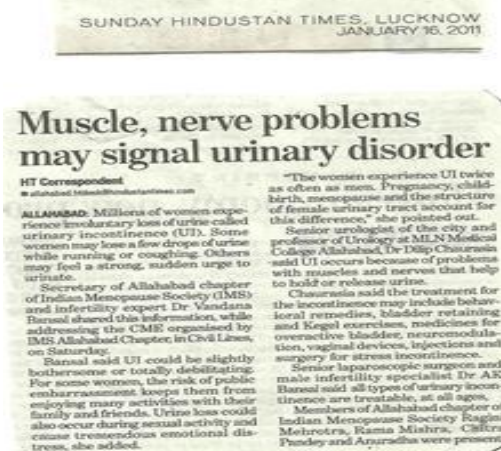 SUNDAY HINDUSTAN TIMES, LUCKNOW
JANUARY 16, 2011
Muscle, nerve problems
may signal urinary disorder
HT Correspondent
ALLAHABAD: Millions of women expe-
rience involuntary loss of urine called
urinary incontinence (UI). Some
women may lose a few drops of urine
while running or coughing. Others
may feel a strong, sudden urge to
urinate.
Secretary of Allahabad chapter
of Indian Menopause Society (IMS)
and infertility expert Dr Vandana
Bansal shared this information, while
addressing the CME organised by
IMS Allahabad Chapter, in Civil Lines,
on Saturday.
Bansal said UI could be slightly
bothersome or totally debilitating.
For some women, the risk of public
embarrassment keeps them from
enjoying many activities with their
family and friends. Urine loss could
also occur during sexual activity and
cause tremendous emotional dis-
tress, she added.
"The women experience UI twice
as often as men. Pregnancy, child-
birth, menopause and the structure
of female urinary tract account for
this difference," she pointed out.
Senior urologist of the city and
professor of Urology at MLN Medical
College Allahabad, Dr Dilip Chaurasia
said UI occurs because of problems
with muscles and nerves that help
to hold or release urine.
Chaurasia said the treatment for
the incontinence may include behav-
ioral remedies, bladder retaining
and Kegel exercises, medicines for
overactive bladder, neuromodula-
tion, vaginal devices, injections and
surgery for stress incontinence.
Senior laparoscopic surgeon and
male infertility specialist Dr AK
Bansal said all types of urinary incon
tinence are treatable, at all ages.
Members of Allahabad chapter of
Indian Menopause Society
Mehrotra, Rama Mishra, Chitra
Pandey and Anuradha were present